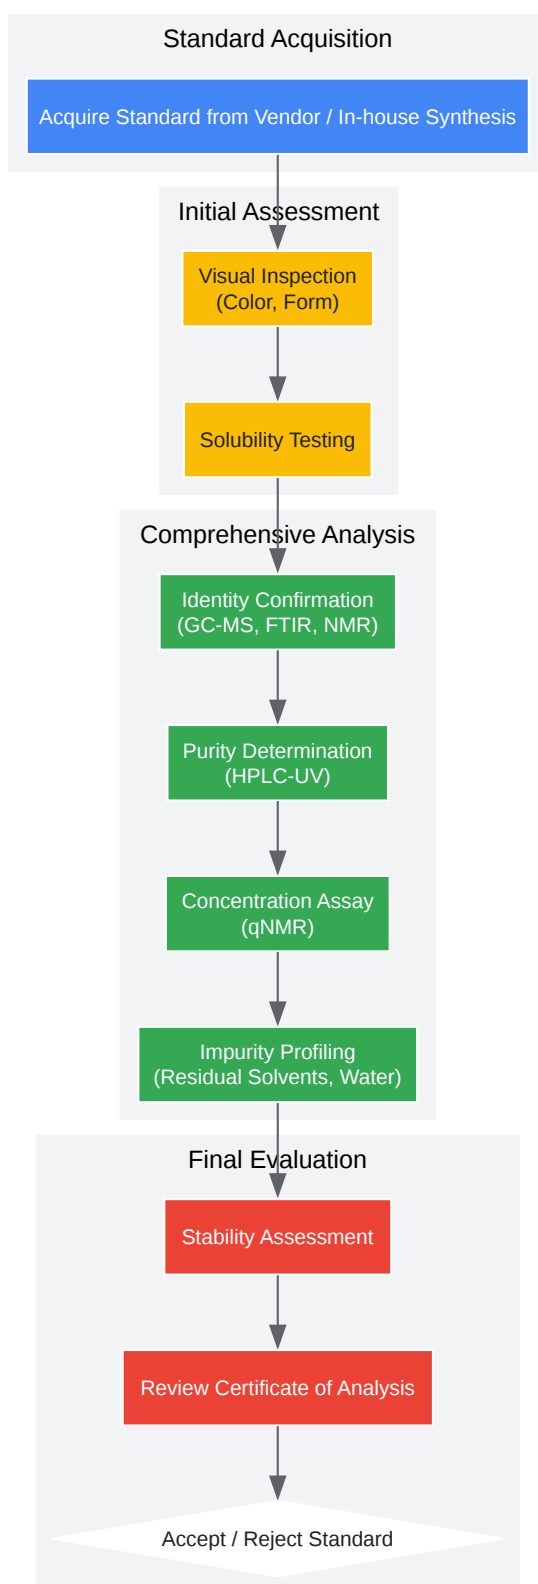 Standard Acquisition
Acquire Standard from Vendor / In-house Synthesis
Initial Assessment
Visual Inspection
(Color, Form)
Solubility Testing
Comprehensive Analysis
Identity Confirmation
(GC-MS, FTIR, NMR)
Purity Determination
(HPLC-UV)
Concentration Assay
(qNMR)
Impurity Profiling
(Residual Solvents, Water)
Final Evaluation
Stability Assessment
Review Certificate of Analysis
Accept / Reject Standard